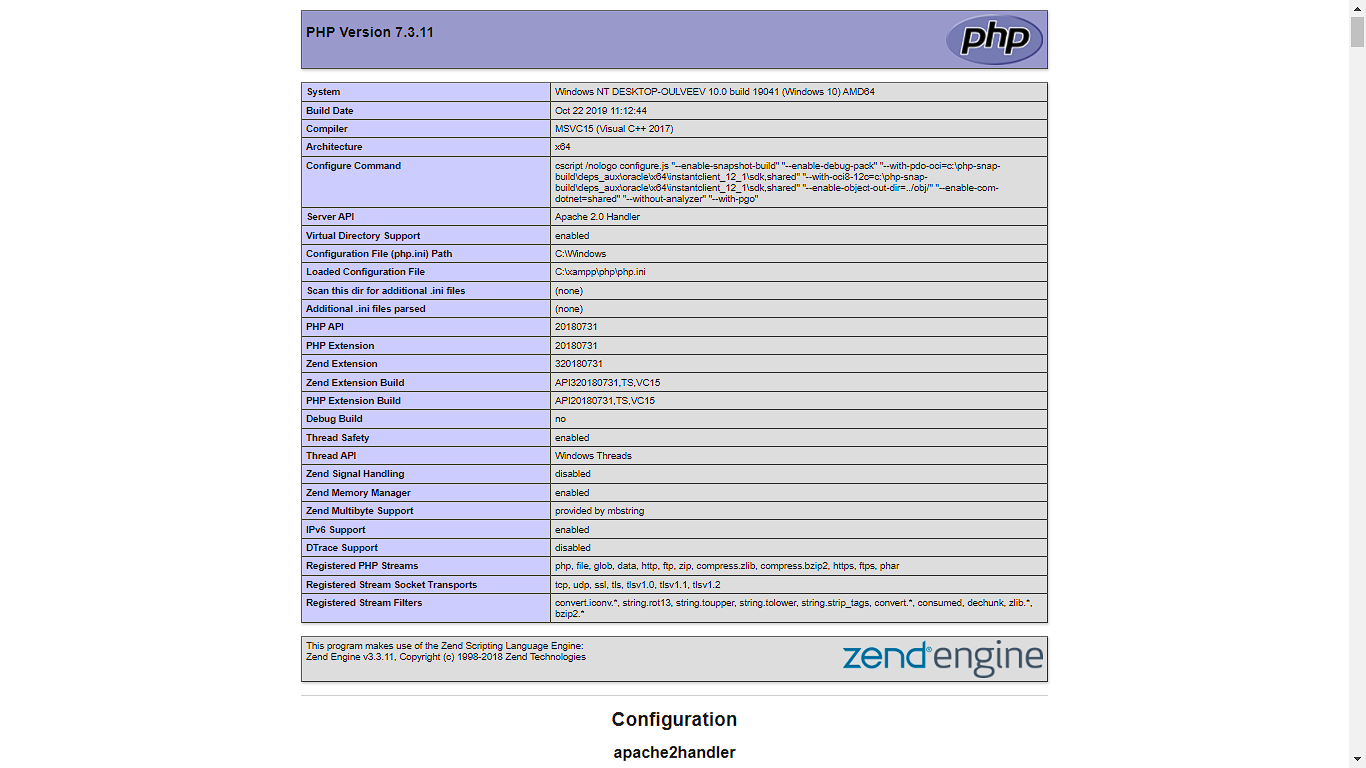 PHP Version 7.3.11
php
System Windows NT DESKTOP-OULVEEV 10.0 build 19041 (Windows 10) AMD64
Build Date Oct 22 2019 11:12:44
Compiler MSVC15 (Visual C++ 2017)
Architecture x64
Configure Command cscript /nologo configure.js "--enable-snapshot-build" "--enable-debug-pack" "--with-pdo-oci=c:\php-snap-
build\deps_aux\oracle\x64\instantclient_12_1\sdk,shared" "--with-oci8-12c=c:\php-snap-
build\deps_aux\oracle\x64\instantclient_12_1\sdk,shared" "--enable-object-out-dir=../obj/" "--enable-com-
dotnet=shared" "--without-analyzer" "--with-pgo"
Server API Apache 2.0 Handler
Virtual Directory Support enabled
Configuration File (php.ini) Path C:\Windows
Loaded Configuration File C:\xampp\php\php.ini
Scan this dir for additional .ini files (none)
Additional .ini files parsed (none)
PHP API 20180731
PHP Extension 20180731
Zend Extension 320180731
Zend Extension Build API320180731,TS,VC15
PHP Extension Build API20180731,TS,VC15
Debug Build no
Thread Safety enabled
Thread API Windows Threads
Zend Signal Handling disabled
Zend Memory Manager enabled
Zend Multibyte Support provided by mbstring
IPv6 Support enabled
DTrace Support disabled
Registered PHP Streams php, file, glob, data, http, ftp, zip, compress.zlib, compress.bzip2, https, ftps, phar
Registered Stream Socket Transports tcp, udp, ssl, tls, tlsv1.0, tlsv1.1, tlsv1.2
Registered Stream Filters convert.iconv.*, string.rot13, string.toupper, string.tolower, string.strip_tags, convert.*, consumed, dechunk, zlib.*,
bzip2.*
This program makes use of the Zend Scripting Language Engine:
Zend Engine v3.3.11, Copyright (c) 1998-2018 Zend Technologies
zend® engine
Configuration
apache2handler